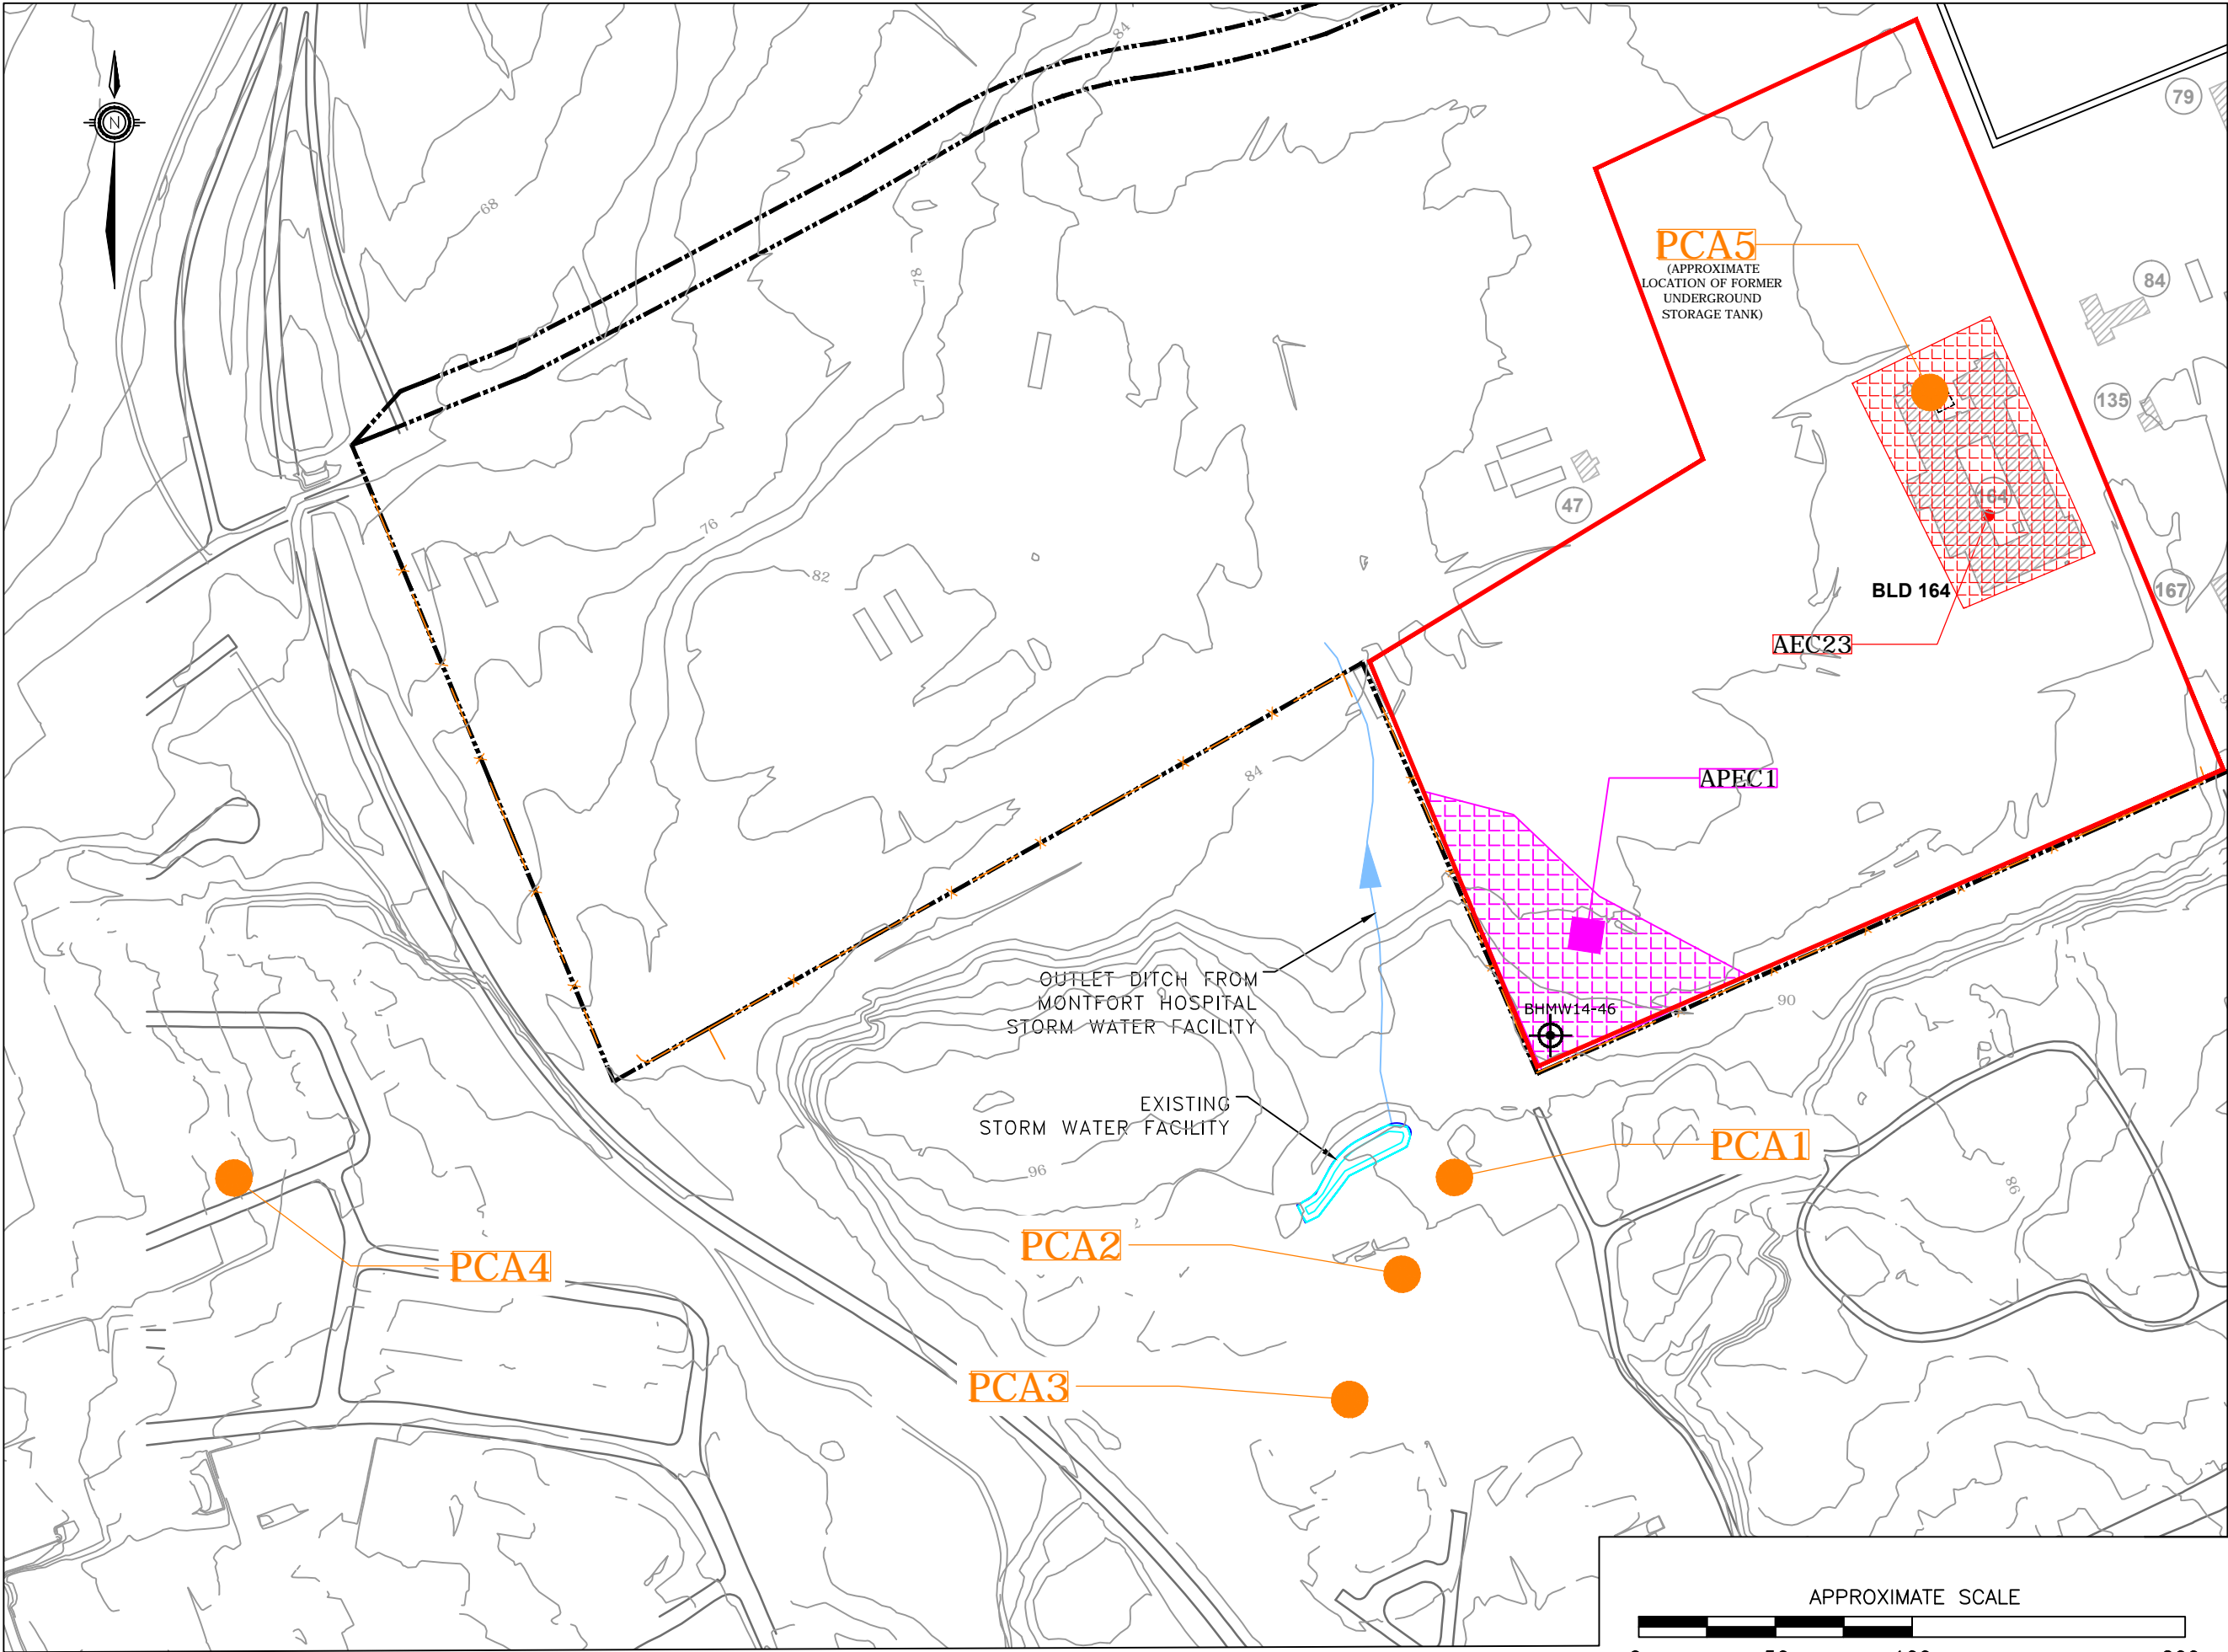 84
N
79
68
PCA5
(APPROXIMATE
LOCATION OF FORMER
UNDERGROUND
STORAGE TANK)
78
84
135
164
47
76
82
BLD 164
167
AEC23
84
APEC1
OUTLET DITCH FROM
MONTFORT HOSPITAL
STORM WATER FACILITY
90
BHMW14-46
EXISTING
STORM WATER FACILITY
PCA1
96
86
PCA2
PCA4
PCA3
APPROXIMATE SCALE